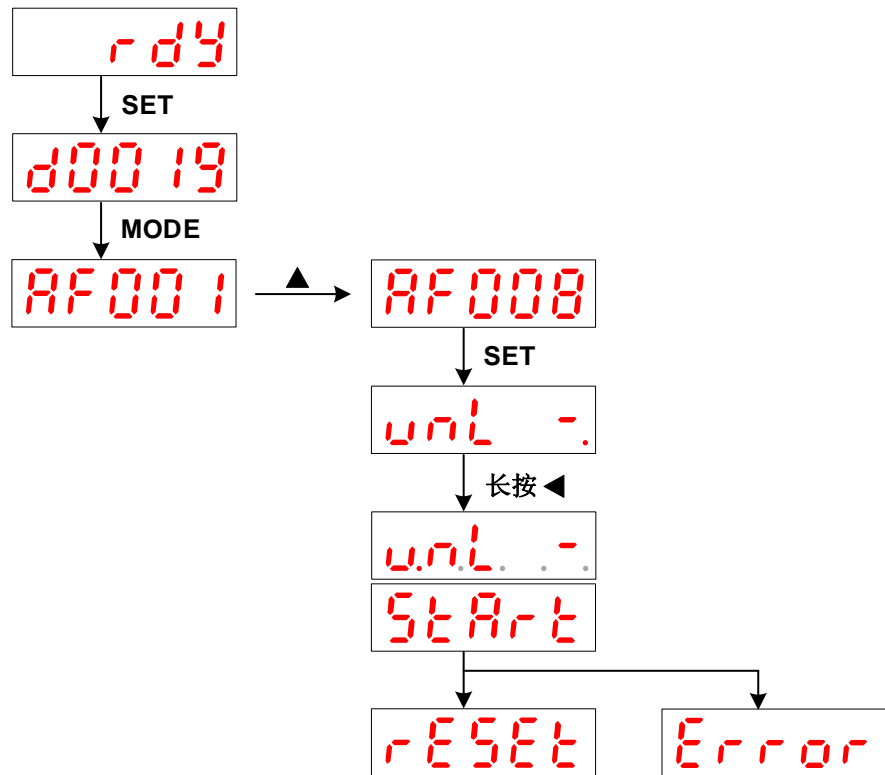 rdy
SET
d0019
MODE
AF001
▲
AF008
SET
unL -.
长按◀
u.n.L. . -.
StArt
rESEt
Error